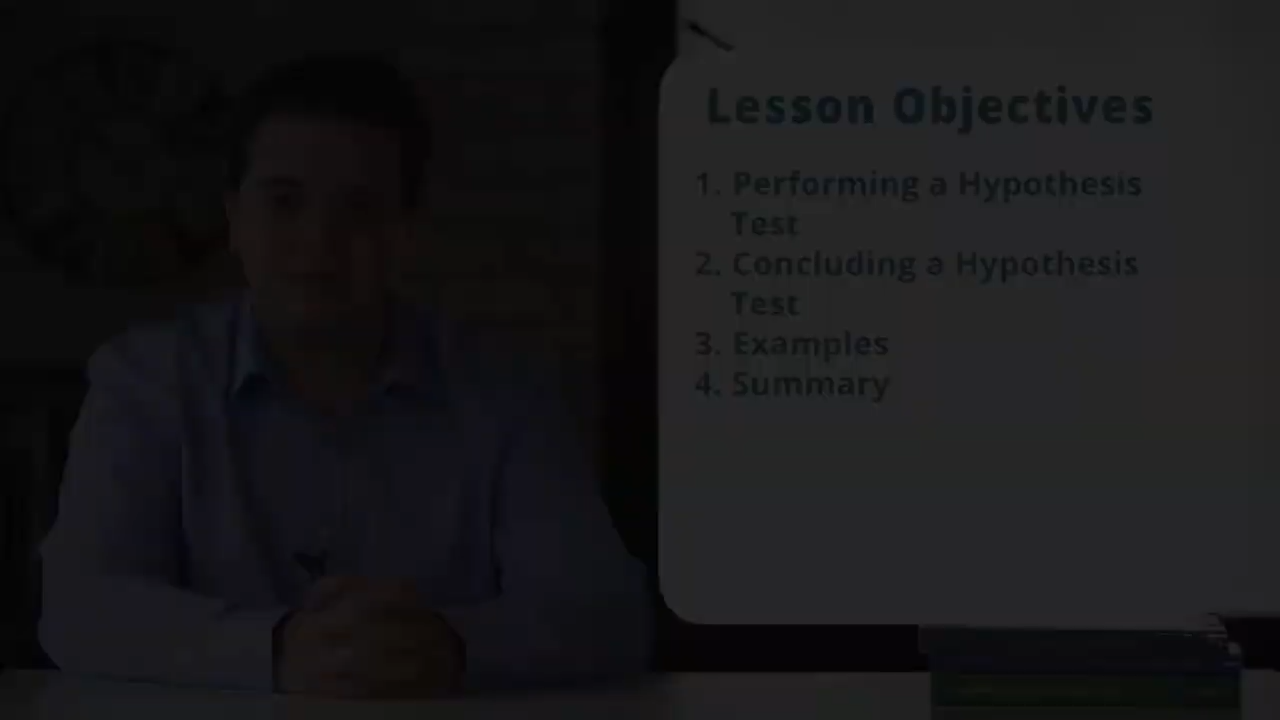 Lesson Objectives
1. Performing a Hypothesis
Test
2. Concluding a Hypothesis
Test
3. Examples
4. Summary